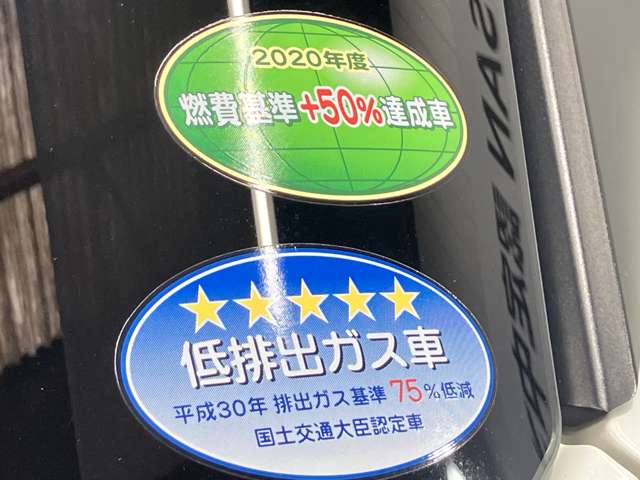 2020年度
燃費基準+50%達成車
★★★★★
低排出ガス車
平成30年 排出ガス基準75%低減
国土交通大臣認定車